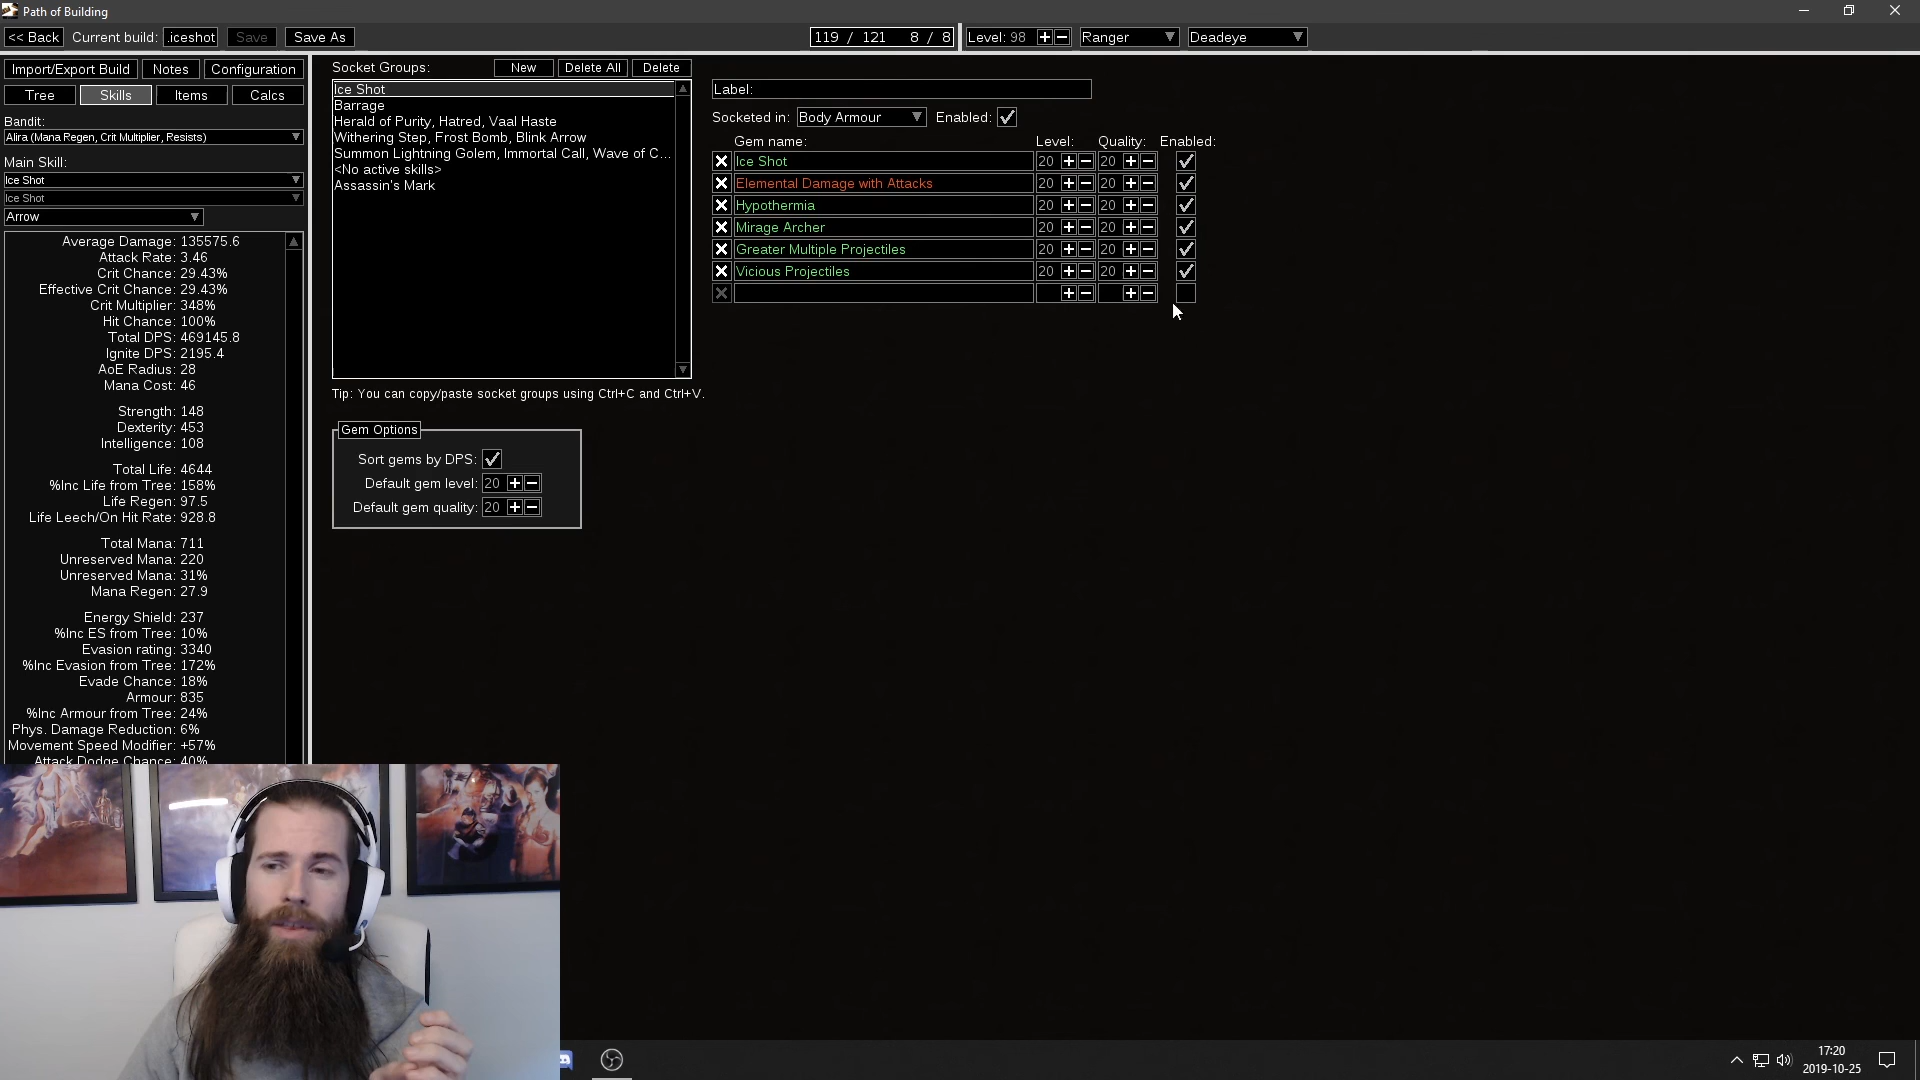 Path of Building
<< Back Current build: .iceshot Save Save As 119 / 121 8 / 8 Level: 98 Ranger Deadeye
Import/Export Build Notes Configuration
Tree Skills Items Calcs
Bandit:
Alira (Mana Regen, Crit Multiplier, Resists)
Main Skill:
Ice Shot
Ice Shot
Arrow
Average Damage: 135575.6
Attack Rate: 3.46
Crit Chance: 29.43%
Effective Crit Chance: 29.43%
Crit Multiplier: 348%
Hit Chance: 100%
Total DPS: 469145.8
Ignite DPS: 2195.4
AoE Radius: 28
Mana Cost: 46
Strength: 148
Dexterity: 453
Intelligence: 108
Total Life: 4644
%Inc Life from Tree: 158%
Life Regen: 97.5
Life Leech/On Hit Rate: 928.8
Total Mana: 711
Unreserved Mana: 220
Unreserved Mana: 31%
Mana Regen: 27.9
Energy Shield: 237
%Inc ES from Tree: 10%
Evasion rating: 3340
%Inc Evasion from Tree: 172%
Evade Chance: 18%
Armour: 835
%Inc Armour from Tree: 24%
Phys. Damage Reduction: 6%
Movement Speed Modifier: +57%
Attack Dodge Chance: 40%
Socket Groups: New Delete All Delete
Ice Shot
Barrage
Herald of Purity, Hatred, Vaal Haste
Withering Step, Frost Bomb, Blink Arrow
Summon Lightning Golem, Immortal Call, Wave of C...
<No active skills>
Assassin's Mark
Tip: You can copy/paste socket groups using Ctrl+C and Ctrl+V.
Gem Options
Sort gems by DPS:
Default gem level: 20
Default gem quality: 20
Label:
Socketed in: Body Armour Enabled:
Gem name: Level: Quality: Enabled:
Ice Shot 20 20
Elemental Damage with Attacks 20 20
Hypothermia 20 20
Mirage Archer 20 20
Greater Multiple Projectiles 20 20
Vicious Projectiles 20 20
17:20
2019-10-25